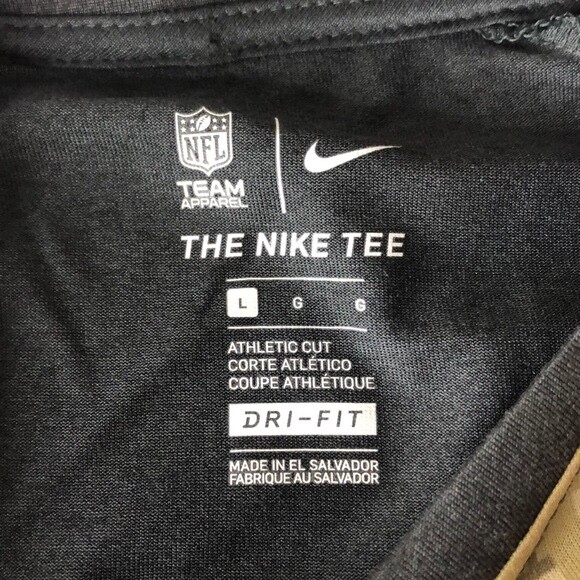 NFL
TEAM
APPAREL
THE NIKE TEE
L G G
ATHLETIC CUT
CORTE ATLÉTICO
COUPE ATHLÉTIQUE
DRI-FIT
MADE IN EL SALVADOR
FABRIQUE AU SALVADOR